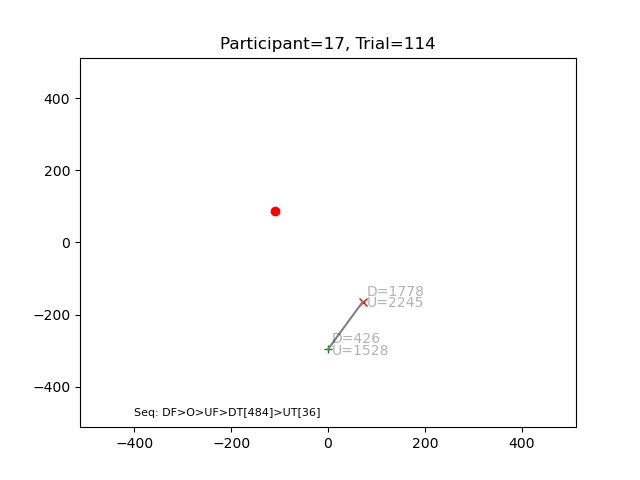 Participant=17, Trial=114
400
200
0
−200
−400
D=1778
U=2245
D=426
U=1528
Seq: DF>O>UF>DT[484]>UT[36]
−400
−200
0
200
400